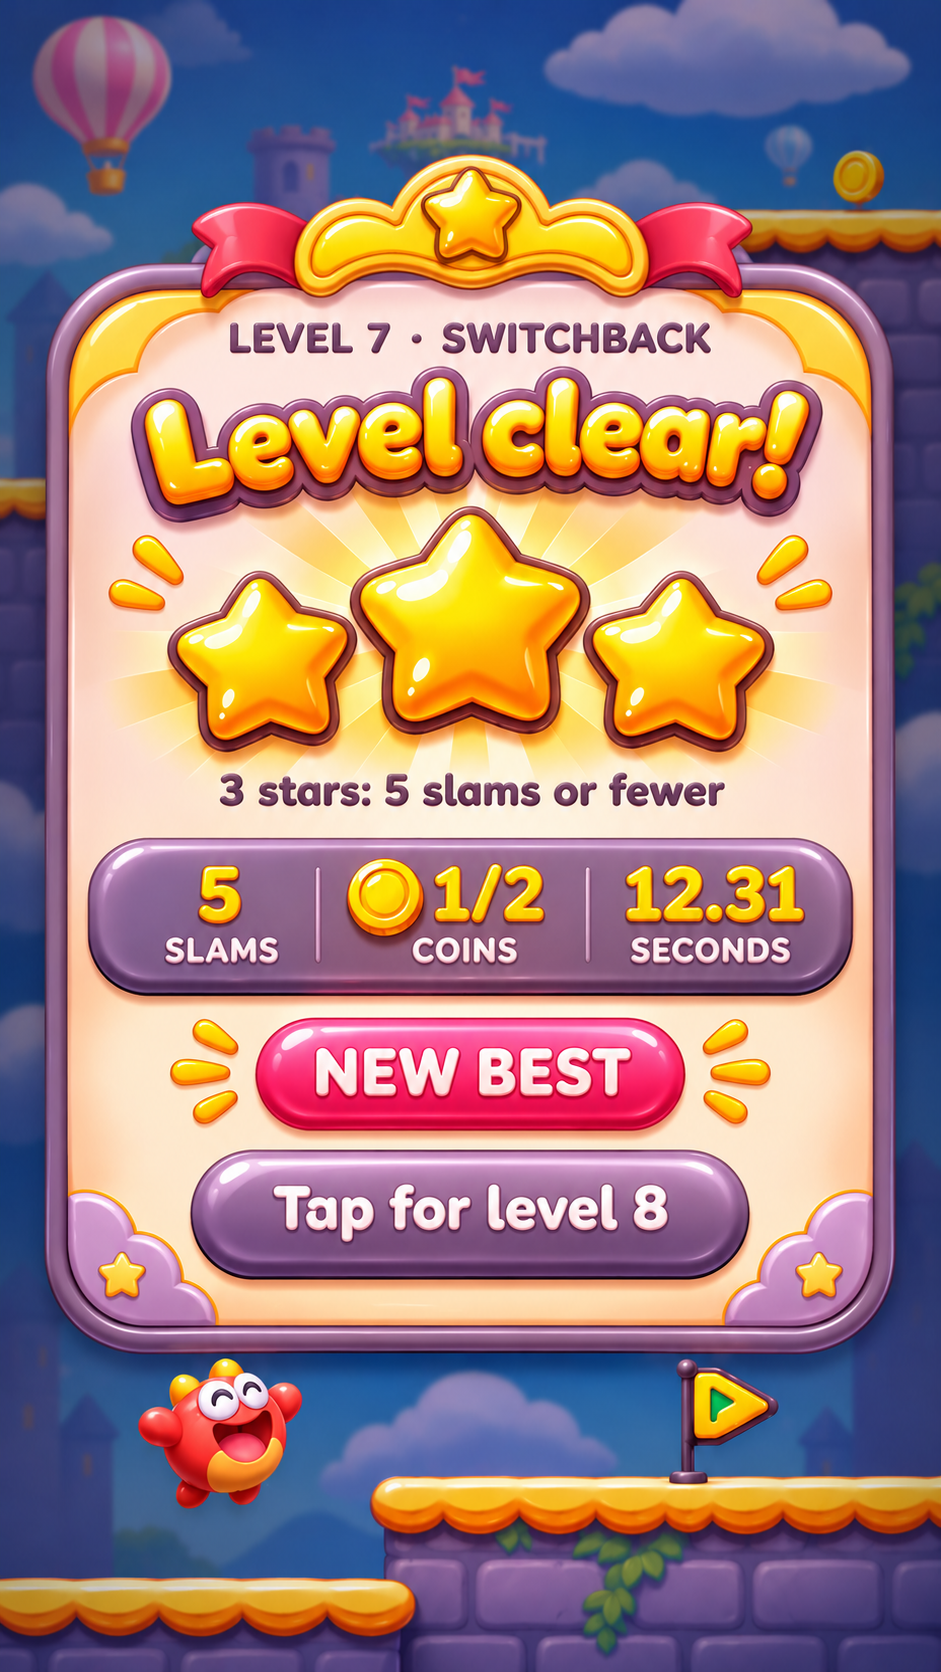 LEVEL 7 · SWITCHBACK
Level clear!
3 stars: 5 slams or fewer
5 1/2 12.31
SLAMS COINS SECONDS
NEW BEST
Tap for level 8